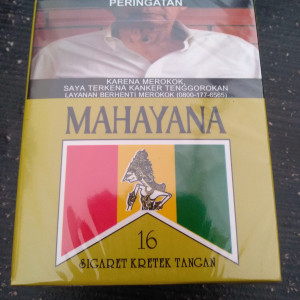 PERINGATAN
KARENA MEROKOK,
SAYA TERKENA KANKER TENGGOROKAN
LAYANAN BERHENTI MEROKOK (0800-177-6565)
MAHAYANA
16
SIGARET KRETEK TANGAN